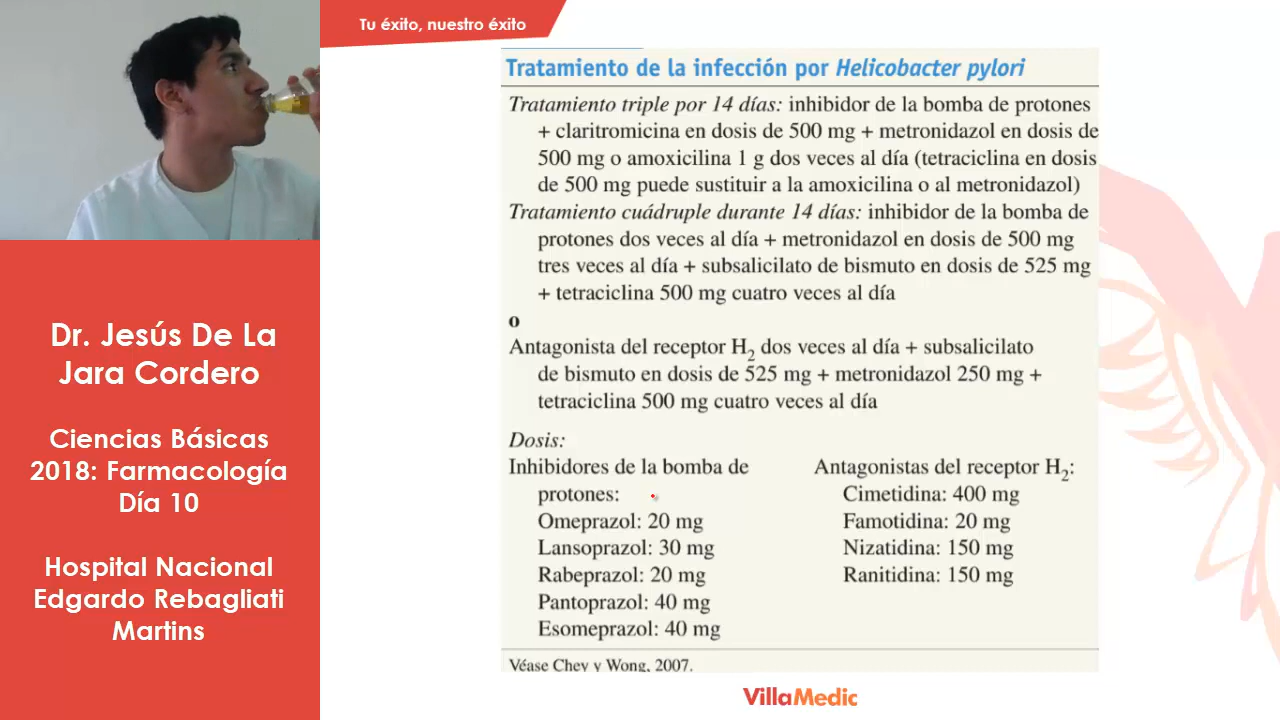 Tu éxito, nuestro éxito
Dr. Jesús De La
Jara Cordero
Ciencias Básicas
2018: Farmacología
Día 10
Hospital Nacional
Edgardo Rebagliati
Martins
Tratamiento de la infección por Helicobacter pylori
Tratamiento triple por 14 días: inhibidor de la bomba de protones
+ claritromicina en dosis de 500 mg + metronidazol en dosis de
500 mg o amoxicilina 1 g dos veces al día (tetraciclina en dosis
de 500 mg puede sustituir a la amoxicilina o al metronidazol)
Tratamiento cuádruple durante 14 días: inhibidor de la bomba de
protones dos veces al día + metronidazol en dosis de 500 mg
tres veces al día + subsalicilato de bismuto en dosis de 525 mg
+ tetraciclina 500 mg cuatro veces al día
o
Antagonista del receptor H₂ dos veces al día + subsalicilato
de bismuto en dosis de 525 mg + metronidazol 250 mg +
tetraciclina 500 mg cuatro veces al día
Dosis:
Inhibidores de la bomba de
protones:
Omeprazol: 20 mg
Lansoprazol: 30 mg
Rabeprazol: 20 mg
Pantoprazol: 40 mg
Esomeprazol: 40 mg
Antagonistas del receptor H₂:
Cimetidina: 400 mg
Famotidina: 20 mg
Nizatidina: 150 mg
Ranitidina: 150 mg
Véase Chey y Wong, 2007.
VillaMedic